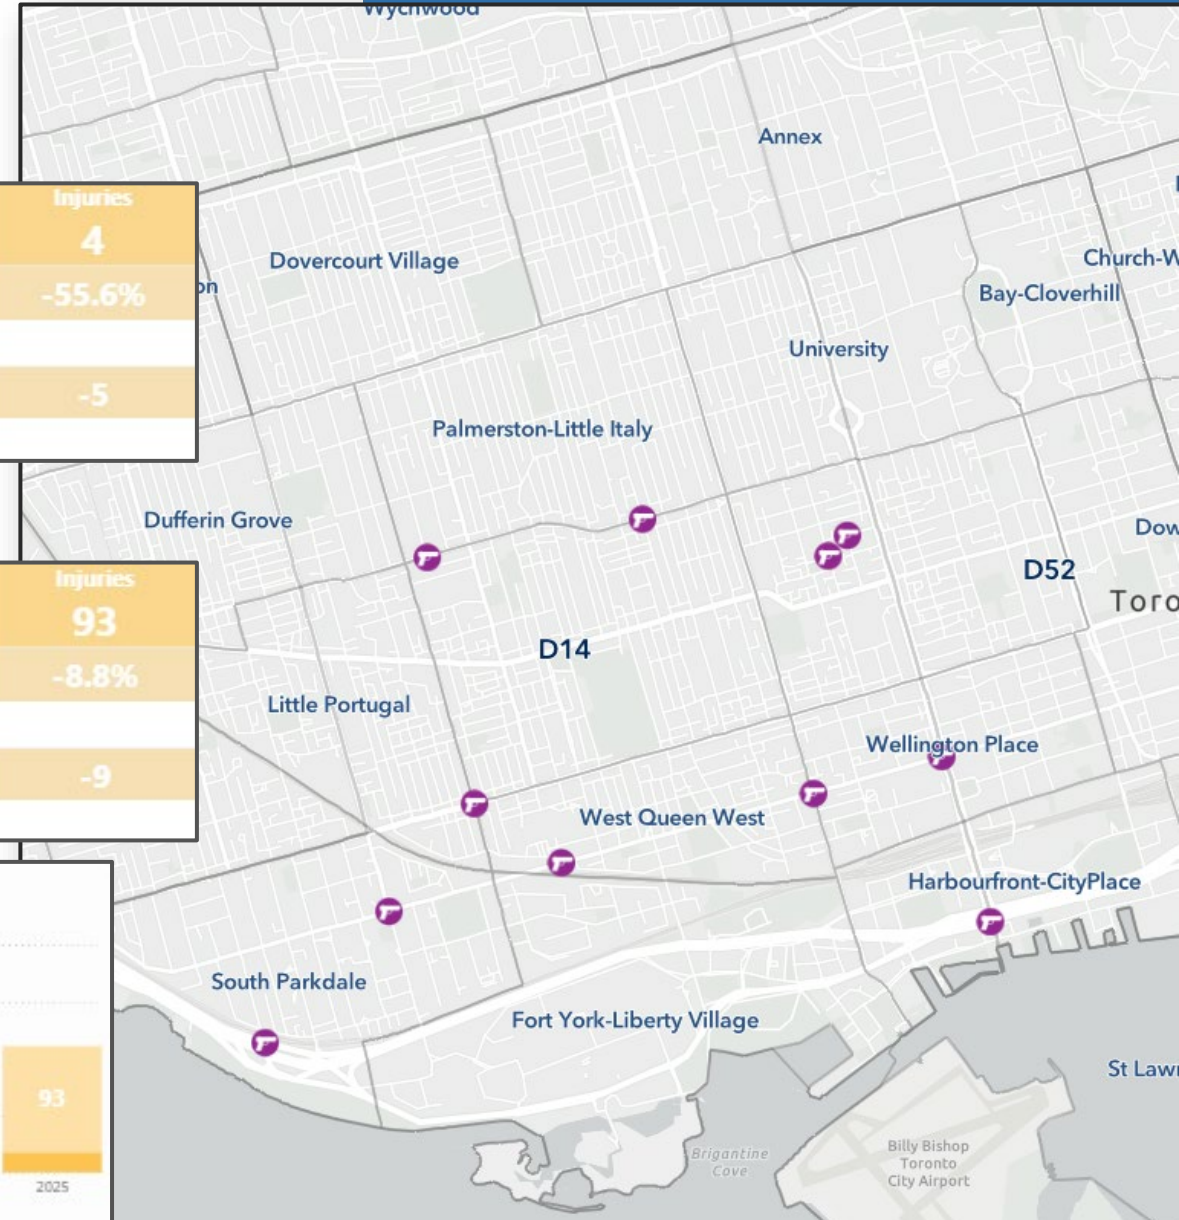 Wychwood
Annex
Injuries
4
-55.6%
-5
on
Dovercourt Village
Church-W
Bay-Cloverhill
University
Palmerston-Little Italy
Dufferin Grove
Dow
D52
Toro
Injuries
93
-8.8%
-9
D14
Little Portugal
Wellington Place
West Queen West
Harbourfront-CityPlace
South Parkdale
Fort York-Liberty Village
St Lawr
93
2025
Brigantine
Cove
Billy Bishop
Toronto
City Airport